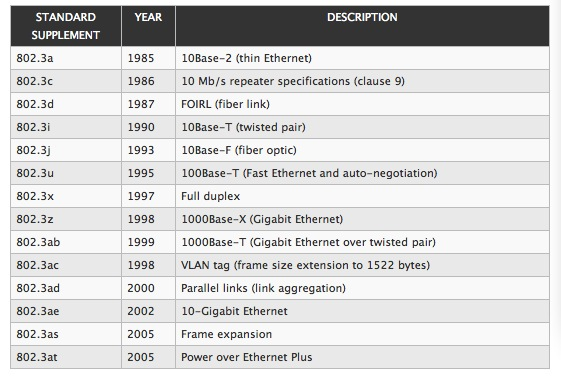 STANDARD SUPPLEMENT YEAR DESCRIPTION
802.3a 1985 10Base-2 (thin Ethernet)
802.3c 1986 10 Mb/s repeater specifications (clause 9)
802.3d 1987 FOIRL (fiber link)
802.3i 1990 10Base-T (twisted pair)
802.3j 1993 10Base-F (fiber optic)
802.3u 1995 100Base-T (Fast Ethernet and auto-negotiation)
802.3x 1997 Full duplex
802.3z 1998 1000Base-X (Gigabit Ethernet)
802.3ab 1999 1000Base-T (Gigabit Ethernet over twisted pair)
802.3ac 1998 VLAN tag (frame size extension to 1522 bytes)
802.3ad 2000 Parallel links (link aggregation)
802.3ae 2002 10-Gigabit Ethernet
802.3as 2005 Frame expansion
802.3at 2005 Power over Ethernet Plus